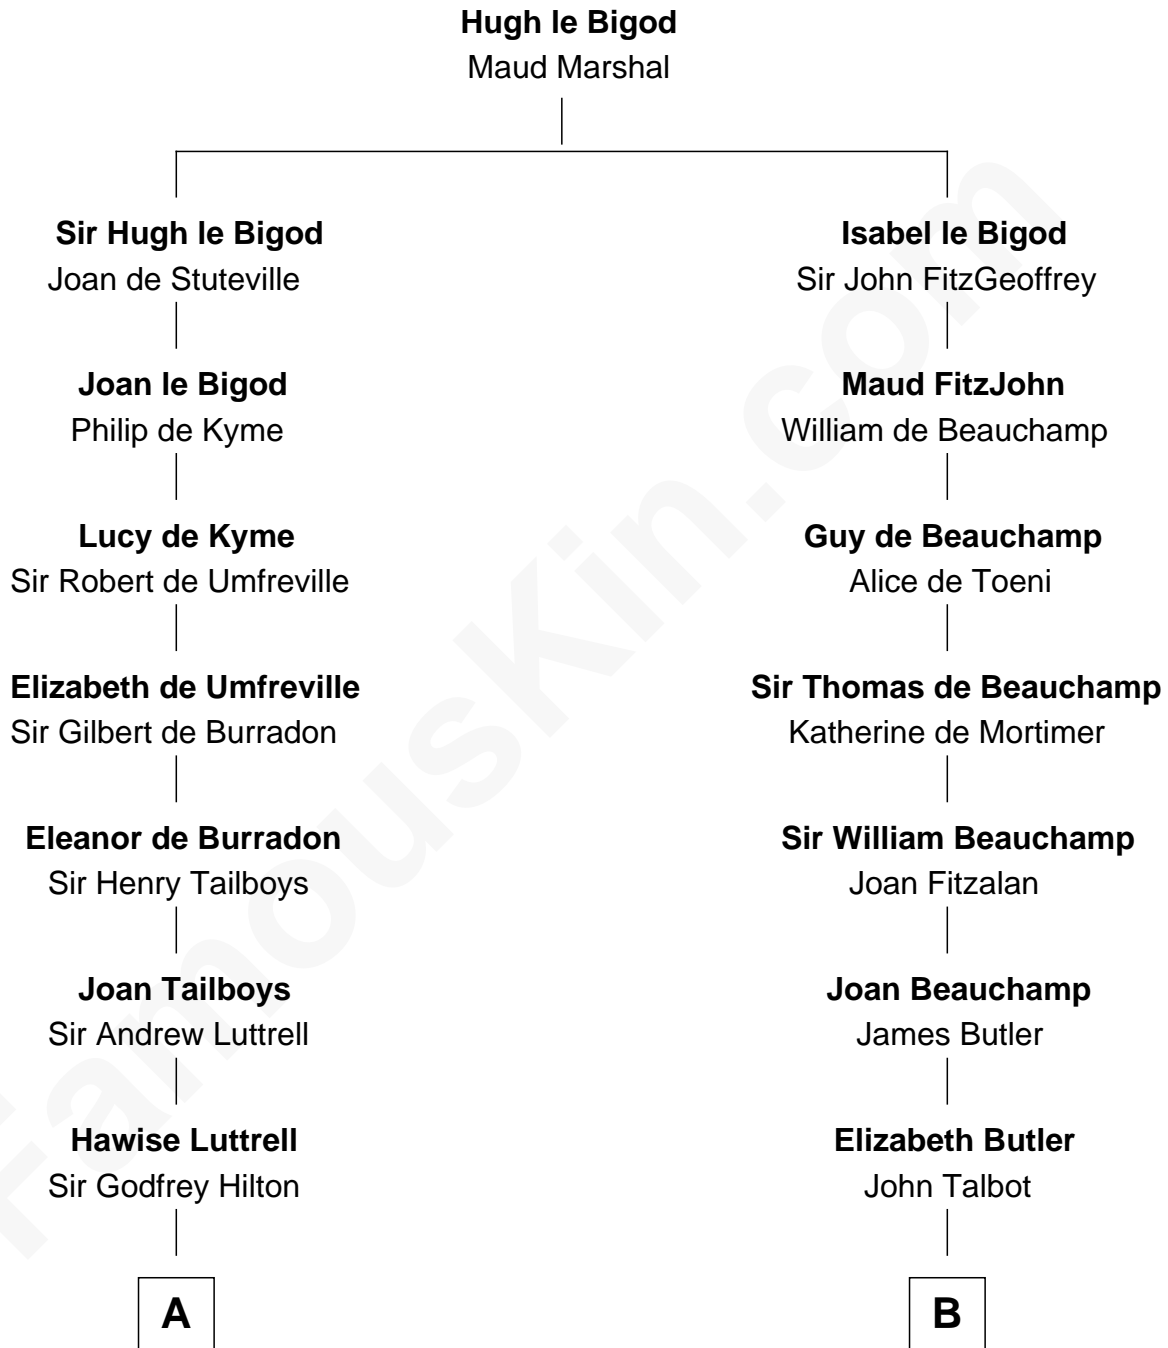 Hugh le Bigod
Maud Marshal
Sir Hugh le Bigod
Joan de Stuteville
Isabel le Bigod
Sir John FitzGeoffrey
Joan le Bigod
Philip de Kyme
Maud FitzJohn
William de Beauchamp
Lucy de Kyme
Sir Robert de Umfreville
Guy de Beauchamp
Alice de Toeni
Elizabeth de Umfreville
Sir Gilbert de Burradon
Sir Thomas de Beauchamp
Katherine de Mortimer
Eleanor de Burradon
Sir Henry Tailboys
Sir William Beauchamp
Joan Fitzalan
Joan Tailboys
Sir Andrew Luttrell
Joan Beauchamp
James Butler
Hawise Luttrell
Sir Godfrey Hilton
Elizabeth Butler
John Talbot
A
B
FamousKin.com